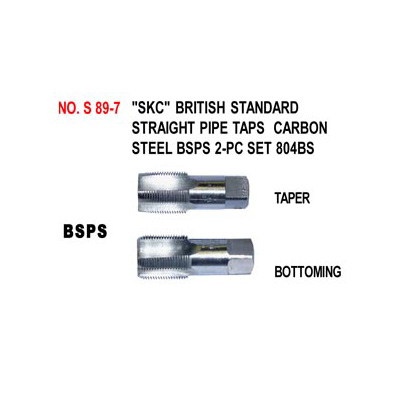 NO. S 89-7 "SKC" BRITISH STANDARD
STRAIGHT PIPE TAPS CARBON
STEEL BSPS 2-PC SET 804BS
TAPER
BSPS
BOTTOMING